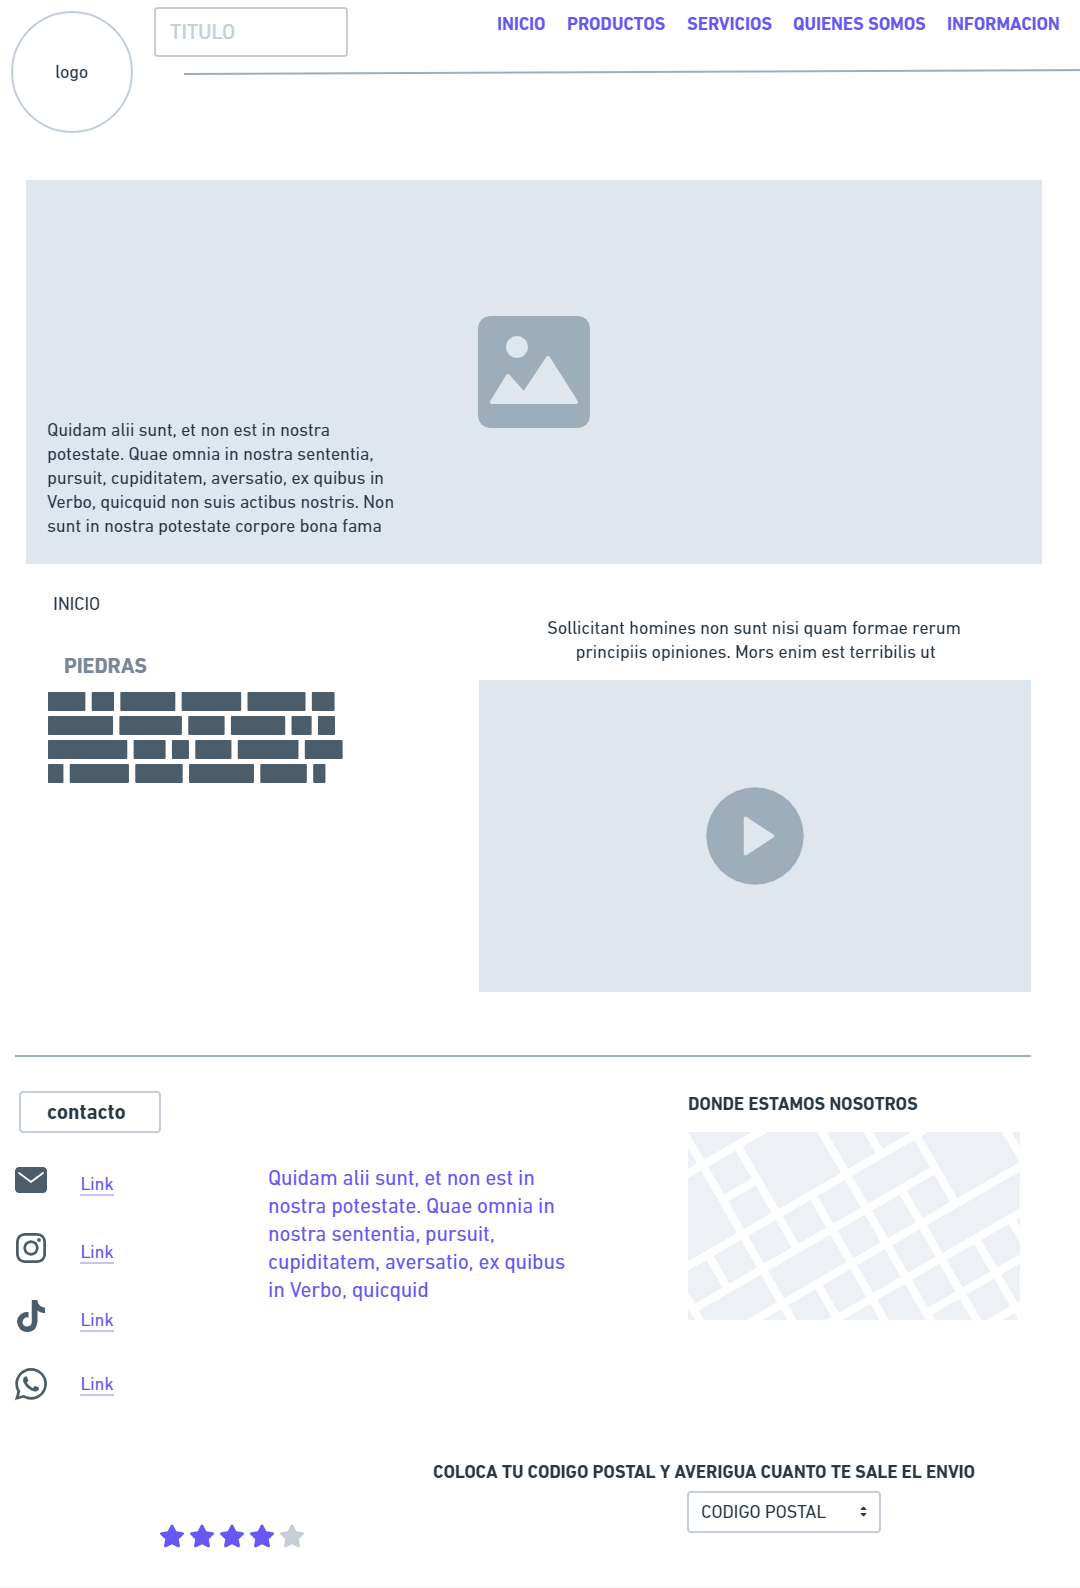 logo
TITULO
INICIO PRODUCTOS SERVICIOS QUIENES SOMOS INFORMACION
Quidam alii sunt, et non est in nostra
potestate. Quae omnia in nostra sententia,
pursuit, cupiditatem, aversatio, ex quibus in
Verbo, quicquid non suis actibus nostris. Non
sunt in nostra potestate corpore bona fama
INICIO
PIEDRAS
Sollicitant homines non sunt nisi quam formae rerum
principiis opiniones. Mors enim est terribilis ut
contacto
Link
Link
Link
Link
Quidam alii sunt, et non est in
nostra potestate. Quae omnia in
nostra sententia, pursuit,
cupiditatem, aversatio, ex quibus
in Verbo, quicquid
DONDE ESTAMOS NOSOTROS
COLOCA TU CODIGO POSTAL Y AVERIGUA CUANTO TE SALE EL ENVIO
CODIGO POSTAL